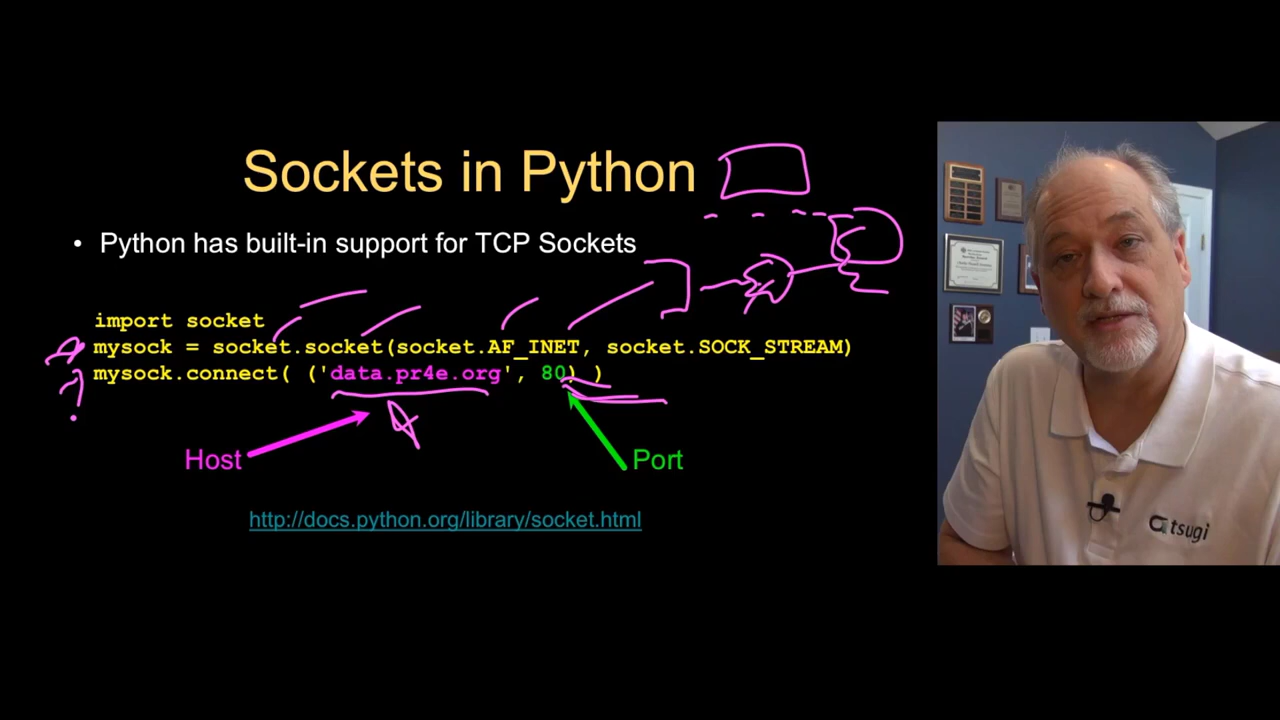 Sockets in Python
• Python has built-in support for TCP Sockets
import socket
mysock = socket.socket(socket.AF_INET, socket.SOCK_STREAM)
mysock.connect( ('data.pr4e.org', 80) )
?
Host
Port
http://docs.python.org/library/socket.html
tsugi